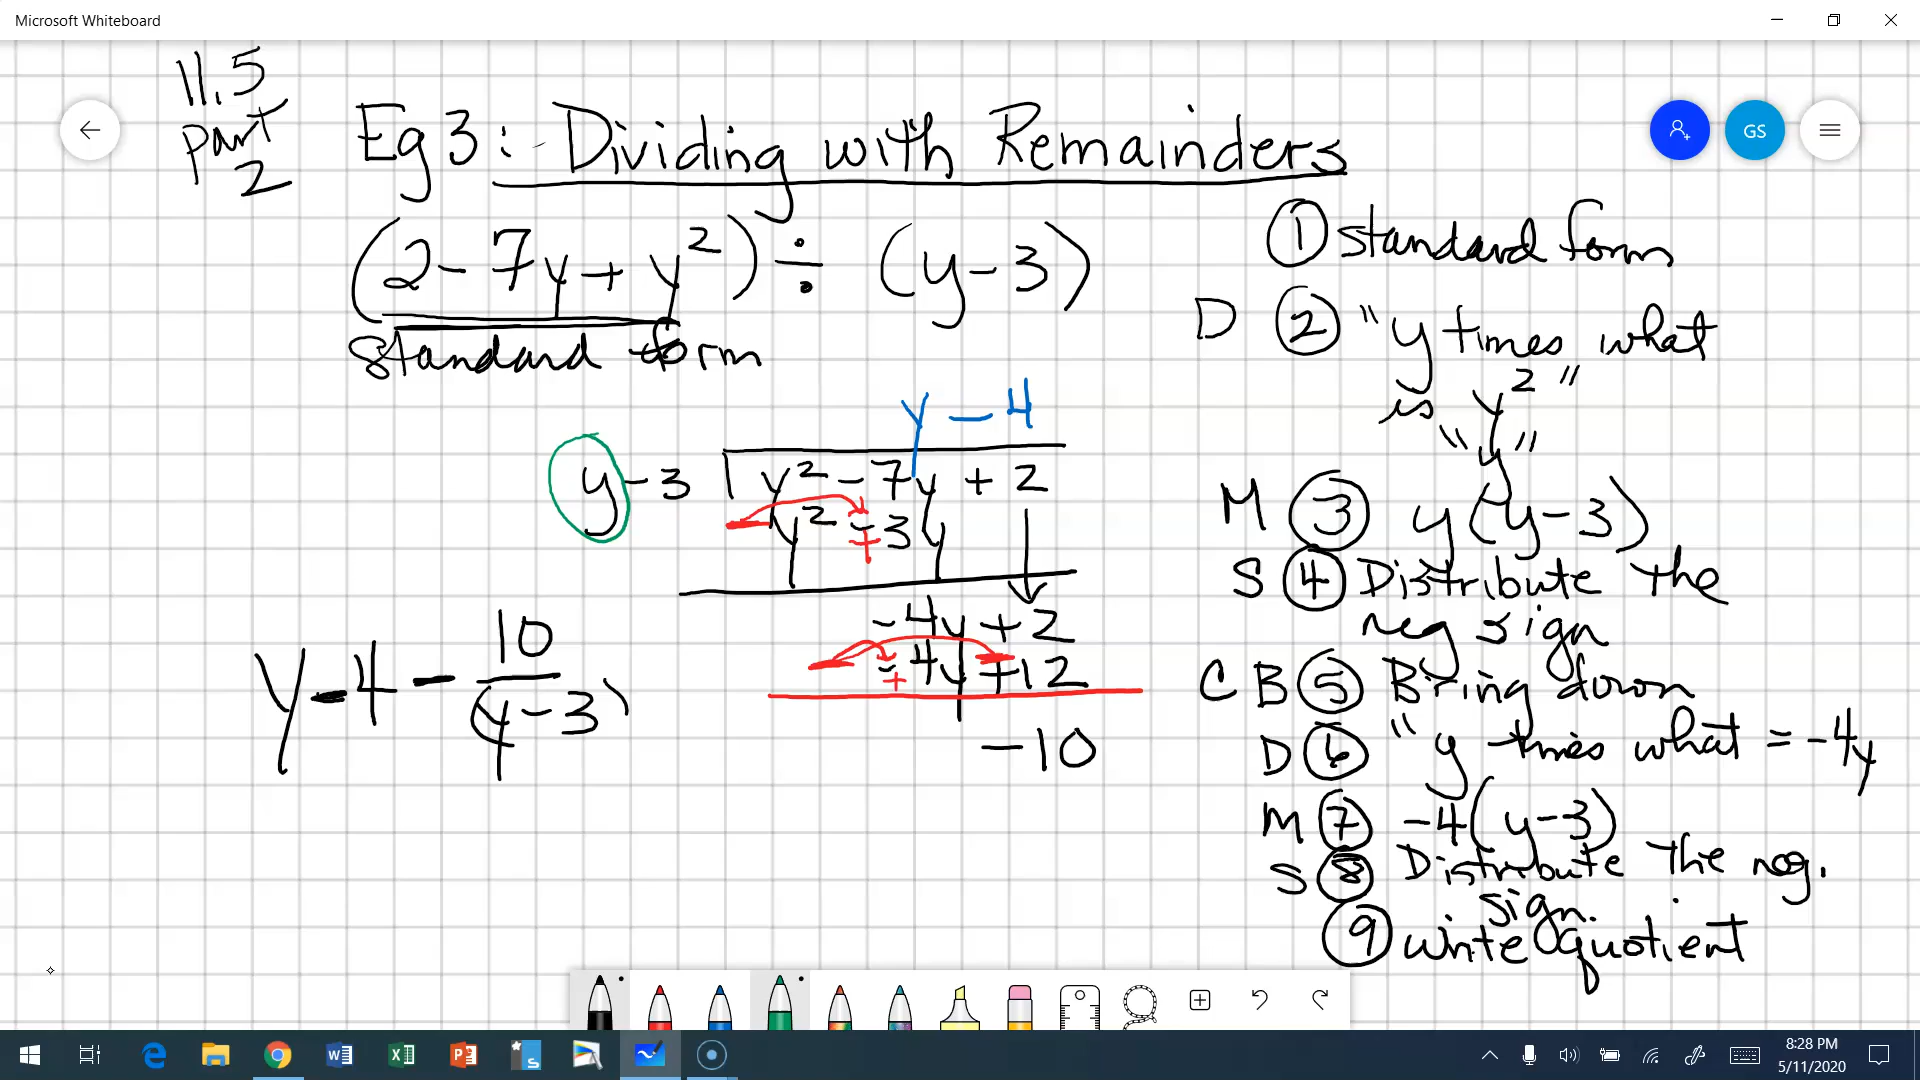 Microsoft Whiteboard
11.5
part
2
Eg 3: Dividing with Remainders
(2 - 7y + y²) ÷ (y - 3)
standard form
y - 4
y - 3 y² - 7y + 2
- y² - + 3y
-4y + 2
- - + 4y + - 12
-10
y - 4 - 10
(y - 3)
① standard form
D ② "y times what
is y²"
"y"
M ③ y(y - 3)
S ④ Distribute the
neg sign
C B ⑤ Bring down
D ⑥ "y times what = -4y
M ⑦ -4(y - 3)
S ⑧ Distribute the neg.
sign.
⑨ write quotient
GS
8:28 PM
5/11/2020